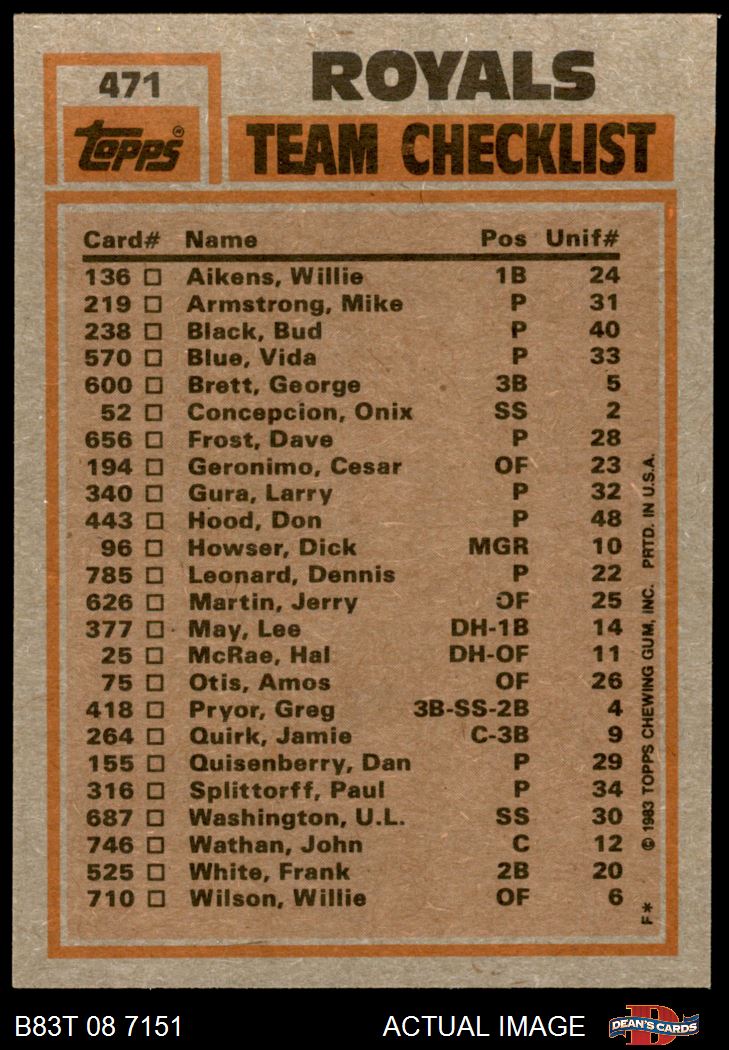 471
ROYALS
Topps®
TEAM CHECKLIST
Card# Name Pos Unif#
136 Aikens, Willie 1B 24
219 Armstrong, Mike P 31
238 Black, Bud P 40
570 Blue, Vida P 33
600 Brett, George 3B 5
52 Concepcion, Onix SS 2
656 Frost, Dave P 28
194 Geronimo, Cesar OF 23
340 Gura, Larry P 32
443 Hood, Don P 48
96 Howser, Dick MGR 10
785 Leonard, Dennis P 22
626 Martin, Jerry OF 25
377 May, Lee DH-1B 14
25 McRae, Hal DH-OF 11
75 Otis, Amos OF 26
418 Pryor, Greg 3B-SS-2B 4
264 Quirk, Jamie C-3B 9
155 Quisenberry, Dan P 29
316 Splittorff, Paul P 34
687 Washington, U.L. SS 30
746 Wathan, John C 12
525 White, Frank 2B 20
710 Wilson, Willie OF 6
F* © 1983 TOPPS CHEWING GUM, INC. PRTD. IN U.S.A.
B83T 08 7151 ACTUAL IMAGE D DEAN'S CARDS